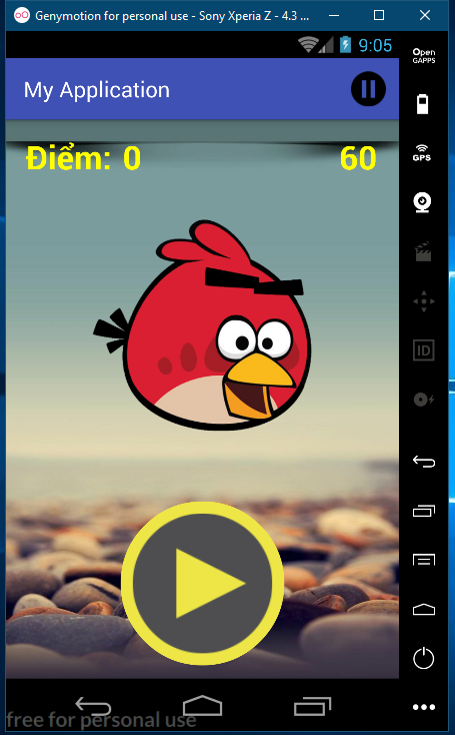 Genymotion for personal use - Sony Xperia Z - 4.3 ...
9:05
Open
GAPPS
My Application
GPS
Điểm: 0
60
ID
free for personal use